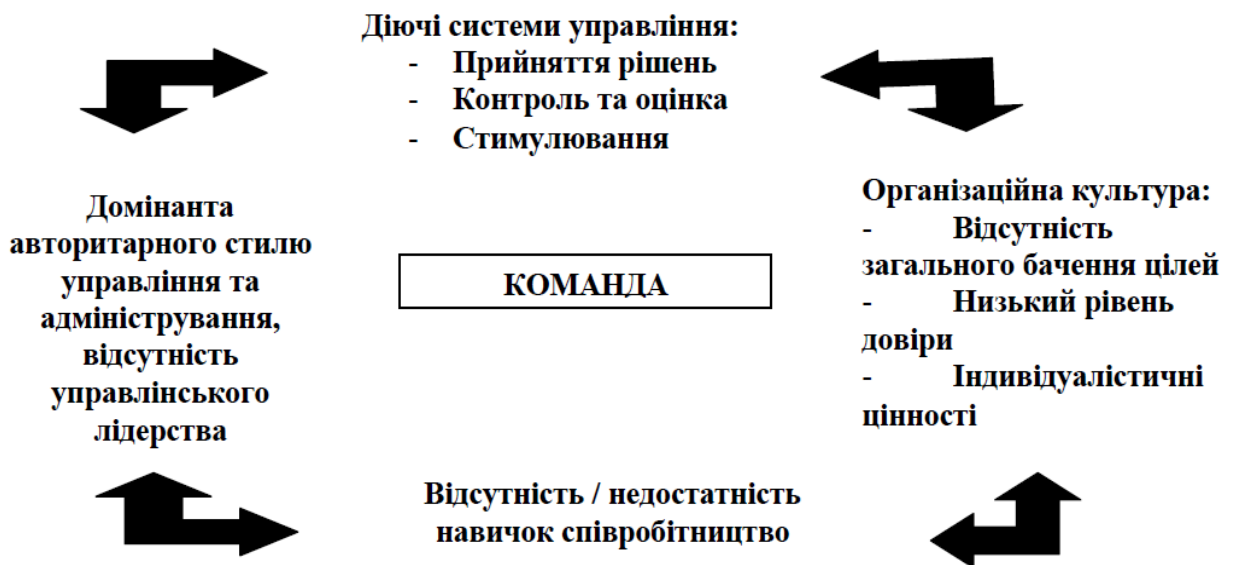 Діючі системи управління:
- Прийняття рішень
- Контроль та оцінка
- Стимулювання
Домінанта
авторитарного стилю
управління та
адміністрування,
відсутність
управлінського
лідерства
КОМАНДА
Організаційна культура:
- Відсутність
загального бачення цілей
- Низький рівень
довіри
- Індивідуалістичні
цінності
Відсутність / недостатність
навичок співробітництво